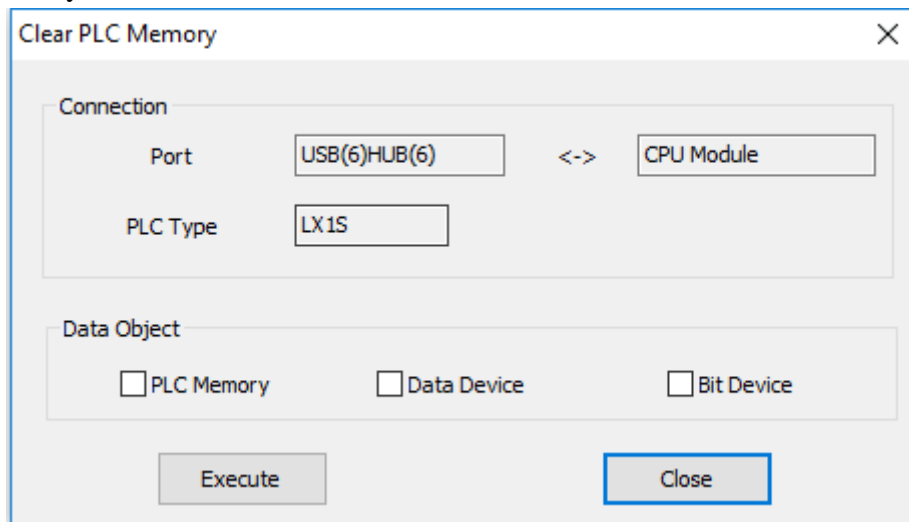 Clear PLC Memory
Connection
Port USB(6)HUB(6) <-> CPU Module
PLC Type LX1S
Data Object
PLC Memory Data Device Bit Device
Execute Close